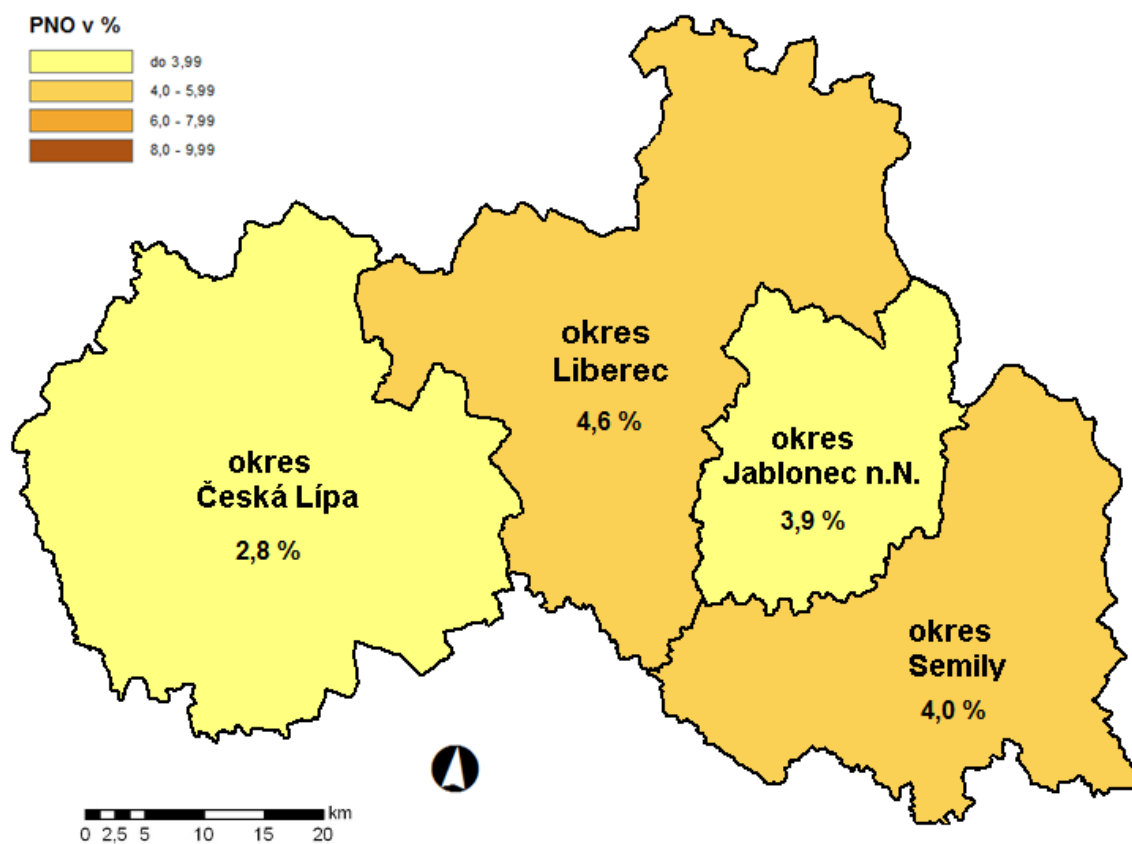 PNO v %
do 3,99
4,0 - 5,99
6,0 - 7,99
8,0 - 9,99
okres
Liberec
4,6 %
okres
Jablonec n.N.
3,9 %
okres
Česká Lípa
2,8 %
okres
Semily
4,0 %
km
0 2,5 5 10 15 20